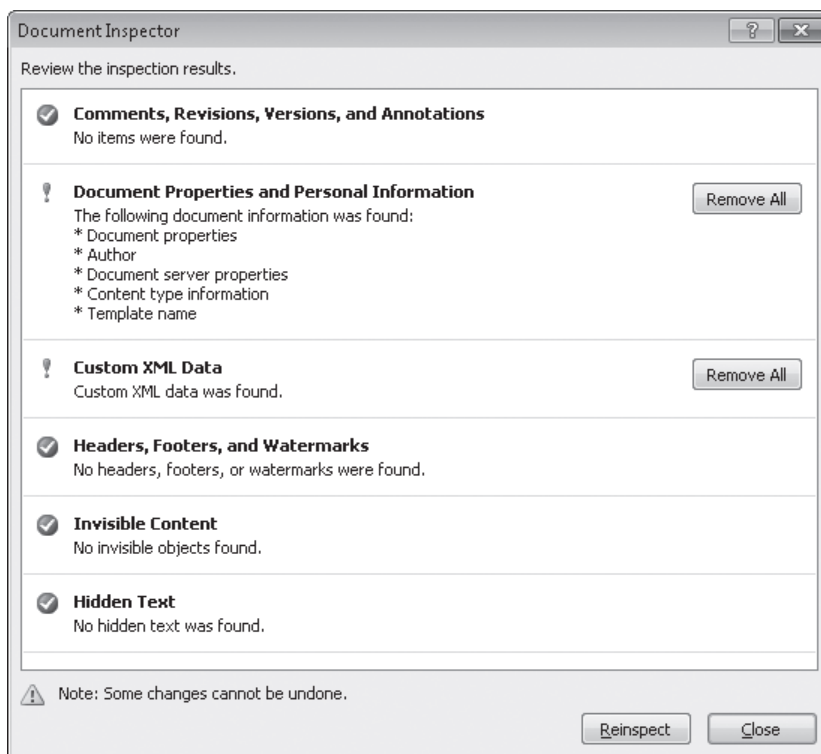 Document Inspector
Review the inspection results.
Comments, Revisions, Versions, and Annotations
No items were found.
Document Properties and Personal Information
Remove All
The following document information was found:
* Document properties
* Author
* Document server properties
* Content type information
* Template name
Custom XML Data
Remove All
Custom XML data was found.
Headers, Footers, and Watermarks
No headers, footers, or watermarks were found.
Invisible Content
No invisible objects found.
Hidden Text
No hidden text was found.
Note: Some changes cannot be undone.
Reinspect Close